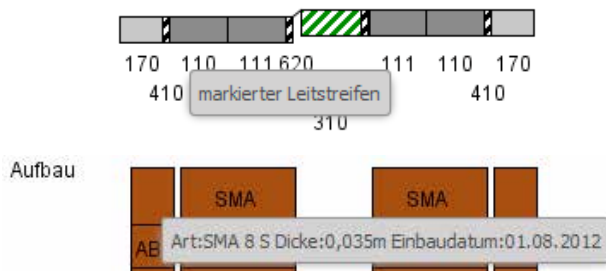 170 110 111 620 111 110 170
410 markierter Leitstreifen 410
310
Aufbau
SMA SMA
AB Art:SMA 8 S Dicke:0,035m Einbaudatum:01.08.2012